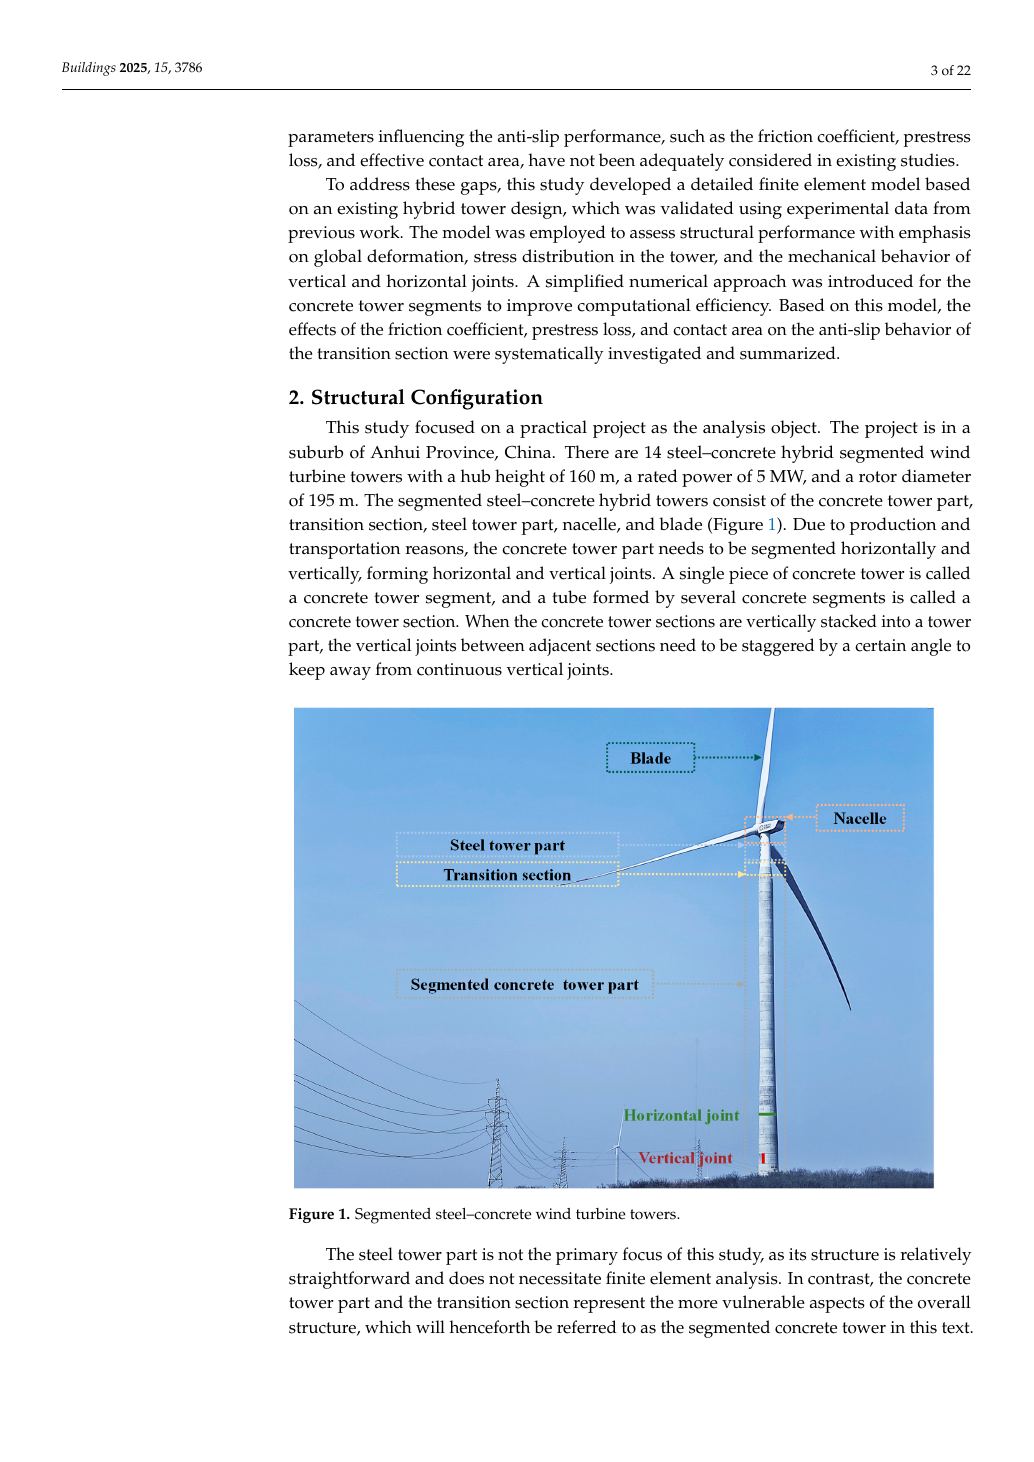 Buildings 2025, 15, 3786
3 of 22
parameters influencing the anti-slip performance, such as the friction coefficient, prestress
loss, and effective contact area, have not been adequately considered in existing studies.
To address these gaps, this study developed a detailed finite element model based
on an existing hybrid tower design, which was validated using experimental data from
previous work. The model was employed to assess structural performance with emphasis
on global deformation, stress distribution in the tower, and the mechanical behavior of
vertical and horizontal joints. A simplified numerical approach was introduced for the
concrete tower segments to improve computational efficiency. Based on this model, the
effects of the friction coefficient, prestress loss, and contact area on the anti-slip behavior of
the transition section were systematically investigated and summarized.
2. Structural Configuration
This study focused on a practical project as the analysis object. The project is in a
suburb of Anhui Province, China. There are 14 steel–concrete hybrid segmented wind
turbine towers with a hub height of 160 m, a rated power of 5 MW, and a rotor diameter
of 195 m. The segmented steel–concrete hybrid towers consist of the concrete tower part,
transition section, steel tower part, nacelle, and blade (Figure 1). Due to production and
transportation reasons, the concrete tower part needs to be segmented horizontally and
vertically, forming horizontal and vertical joints. A single piece of concrete tower is called
a concrete tower segment, and a tube formed by several concrete segments is called a
concrete tower section. When the concrete tower sections are vertically stacked into a tower
part, the vertical joints between adjacent sections need to be staggered by a certain angle to
keep away from continuous vertical joints.
Blade
Nacelle
Steel tower part
Transition section
Segmented concrete tower part
Horizontal joint
Vertical joint
Figure 1. Segmented steel–concrete wind turbine towers.
The steel tower part is not the primary focus of this study, as its structure is relatively
straightforward and does not necessitate finite element analysis. In contrast, the concrete
tower part and the transition section represent the more vulnerable aspects of the overall
structure, which will henceforth be referred to as the segmented concrete tower in this text.